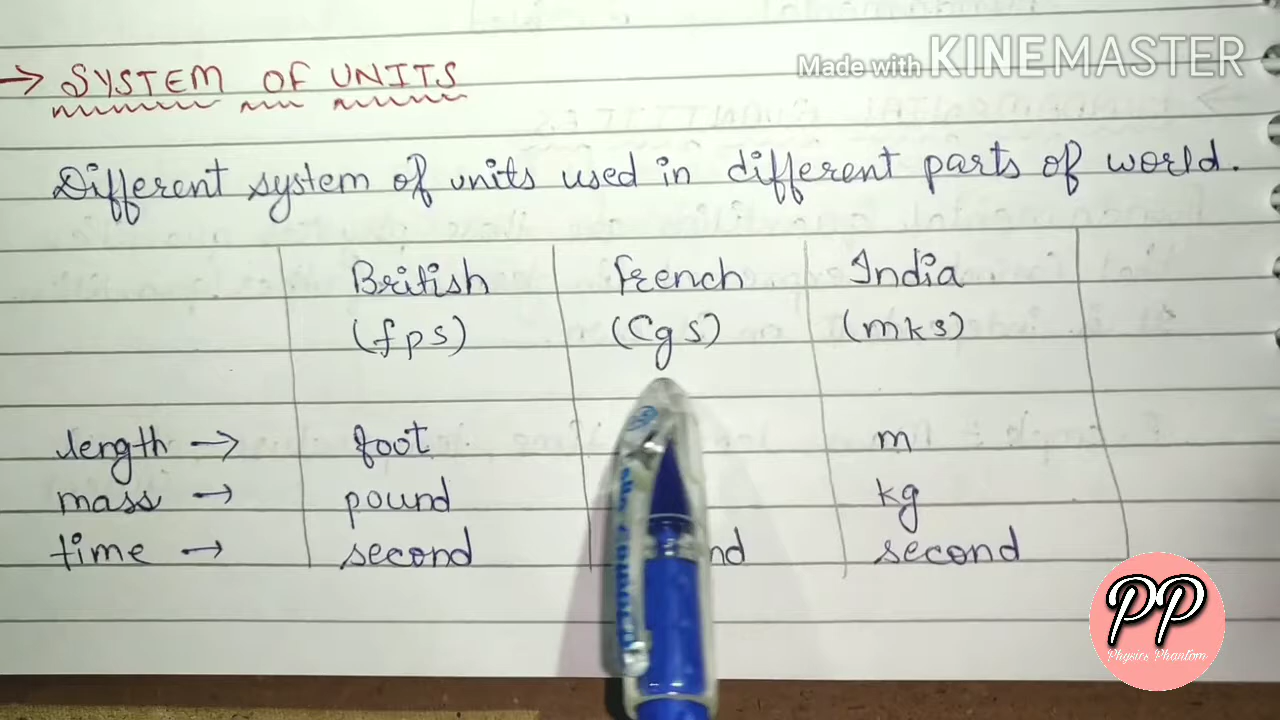 Made with KINEMASTER
→ SYSTEM OF UNITS
Different system of units used in different parts of world.
British French India
(fps) (Cgs) (mks)
length → foot m
mass → pound kg
time → second nd second
PP
Physics Phantom